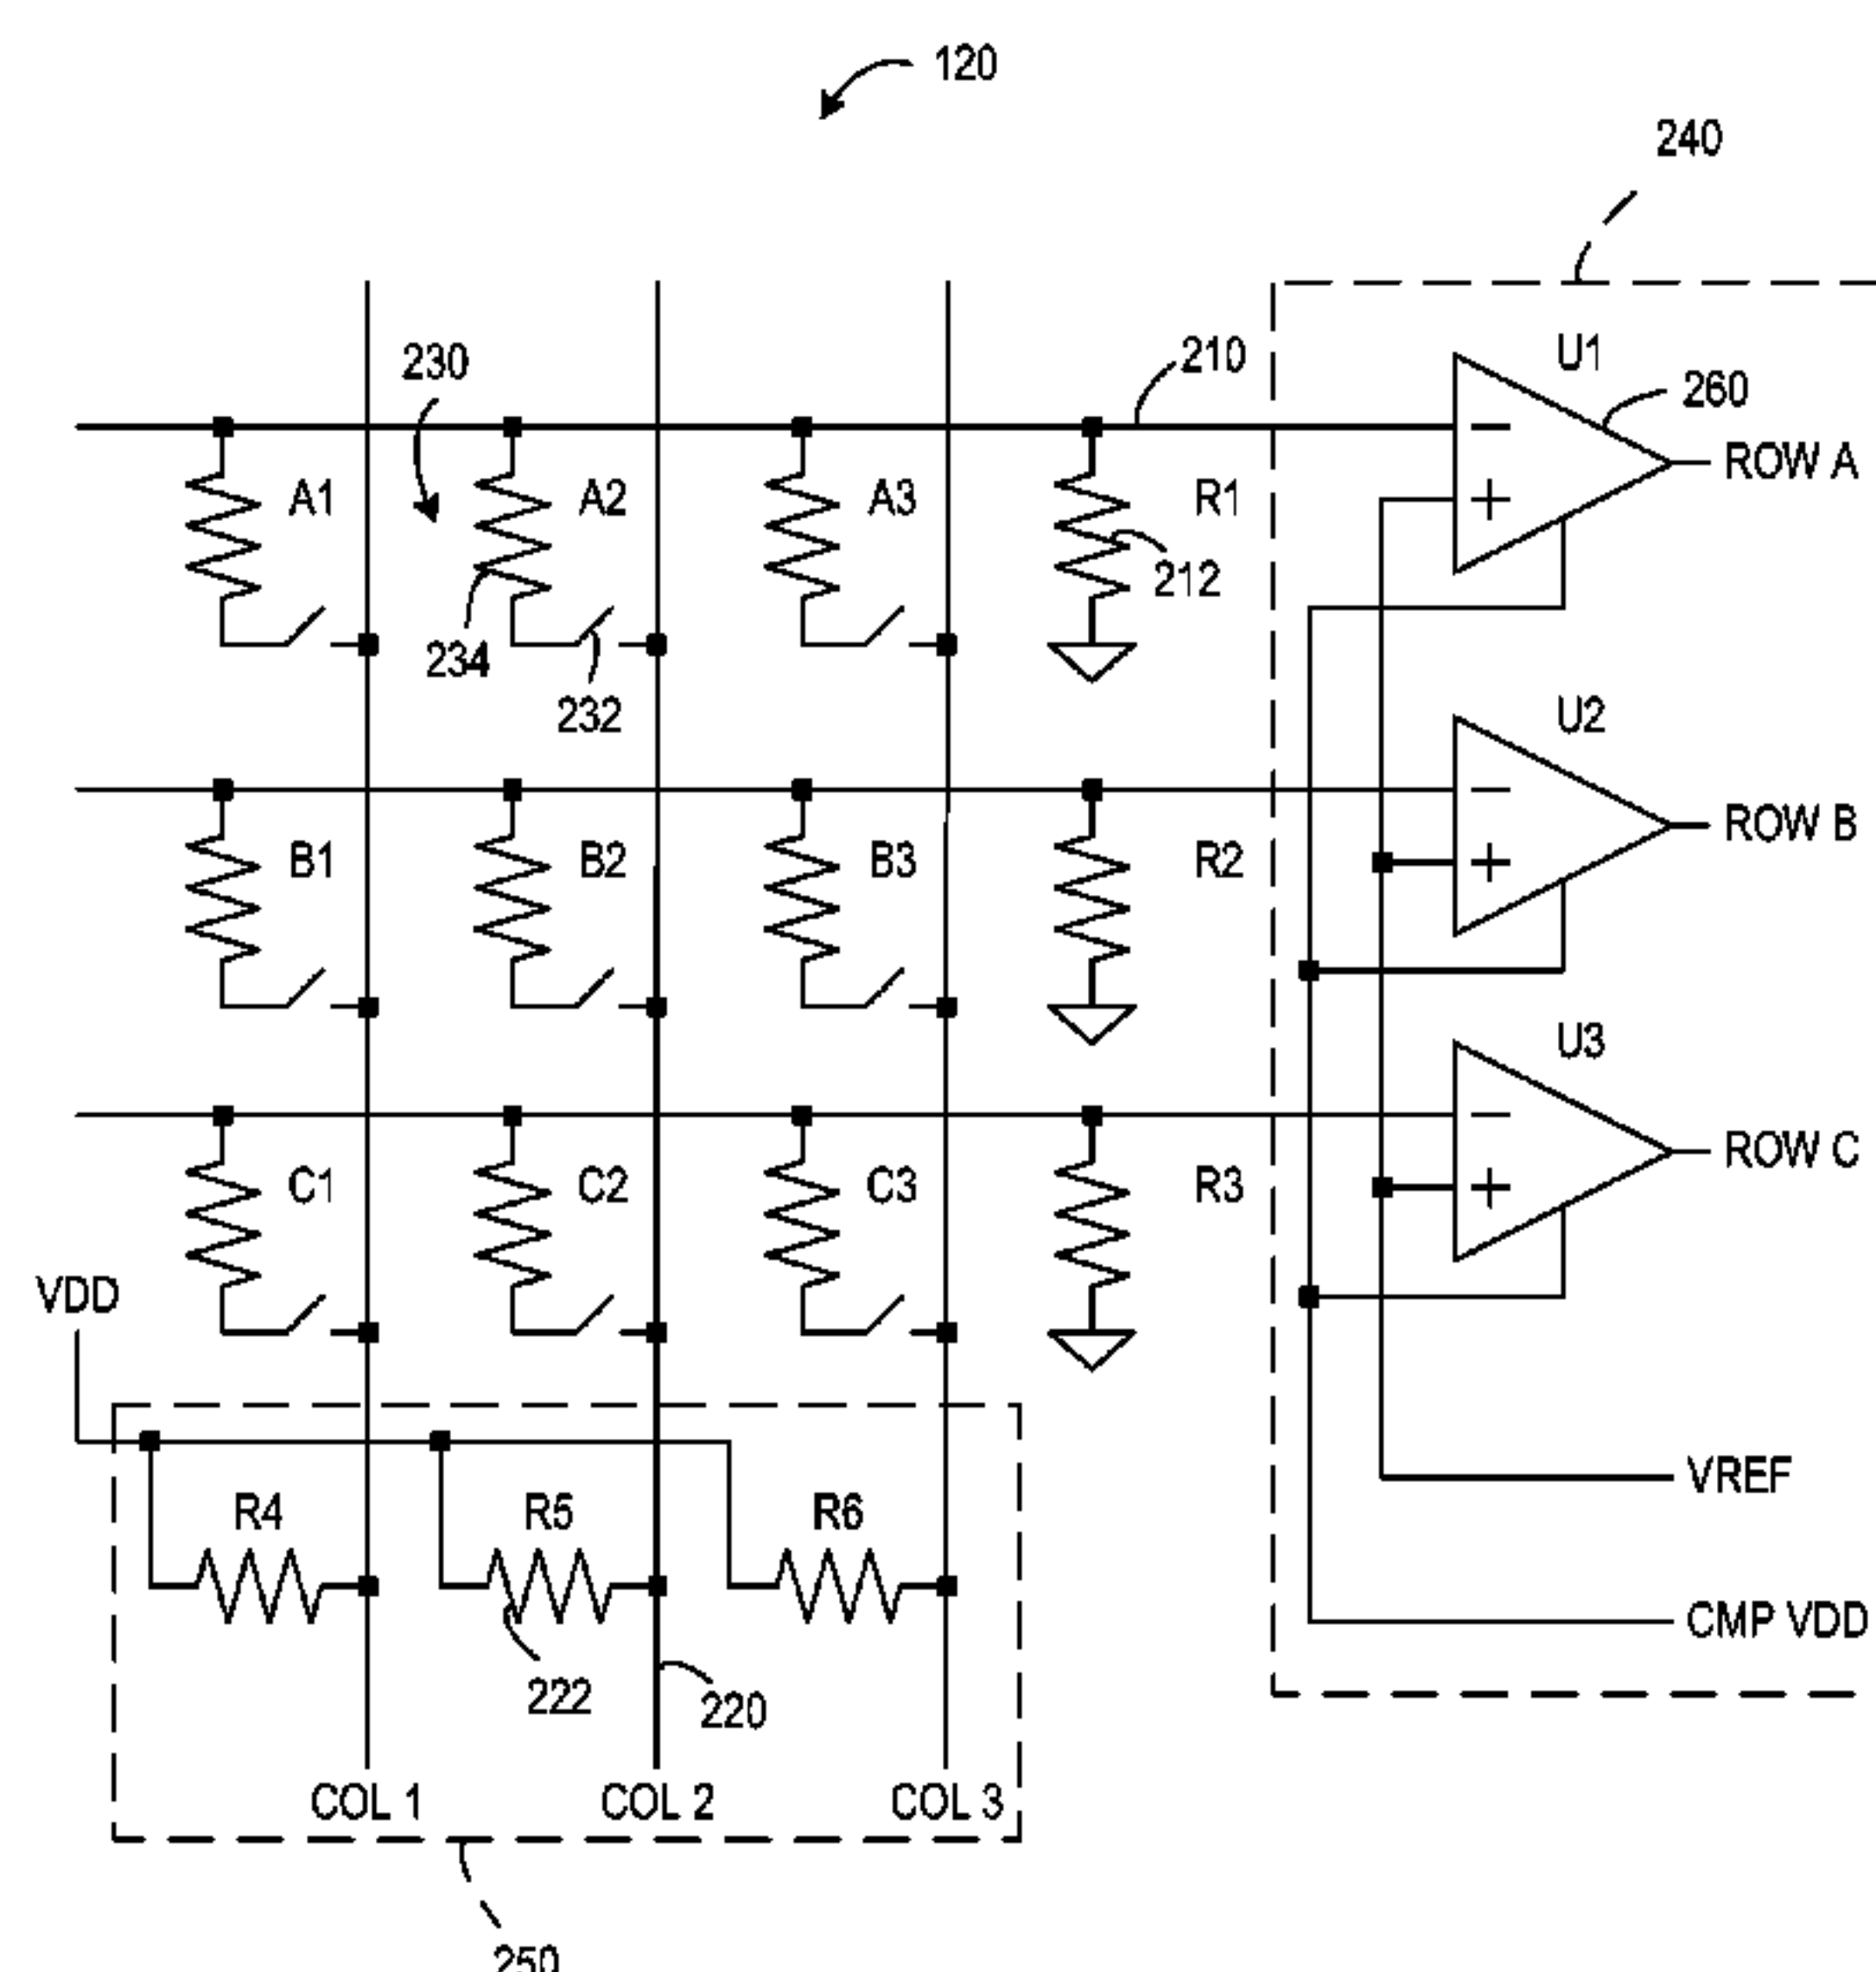 120
240
U1
210
260
230
ROW A
A1
A2
A3
R1
212
234
232
U2
ROW B
B1
B2
B3
R2
U3
ROW C
C1
C2
C3
R3
VDD
VREF
R4
R5
R6
CMP VDD
222
220
COL 1
COL 2
COL 3
250